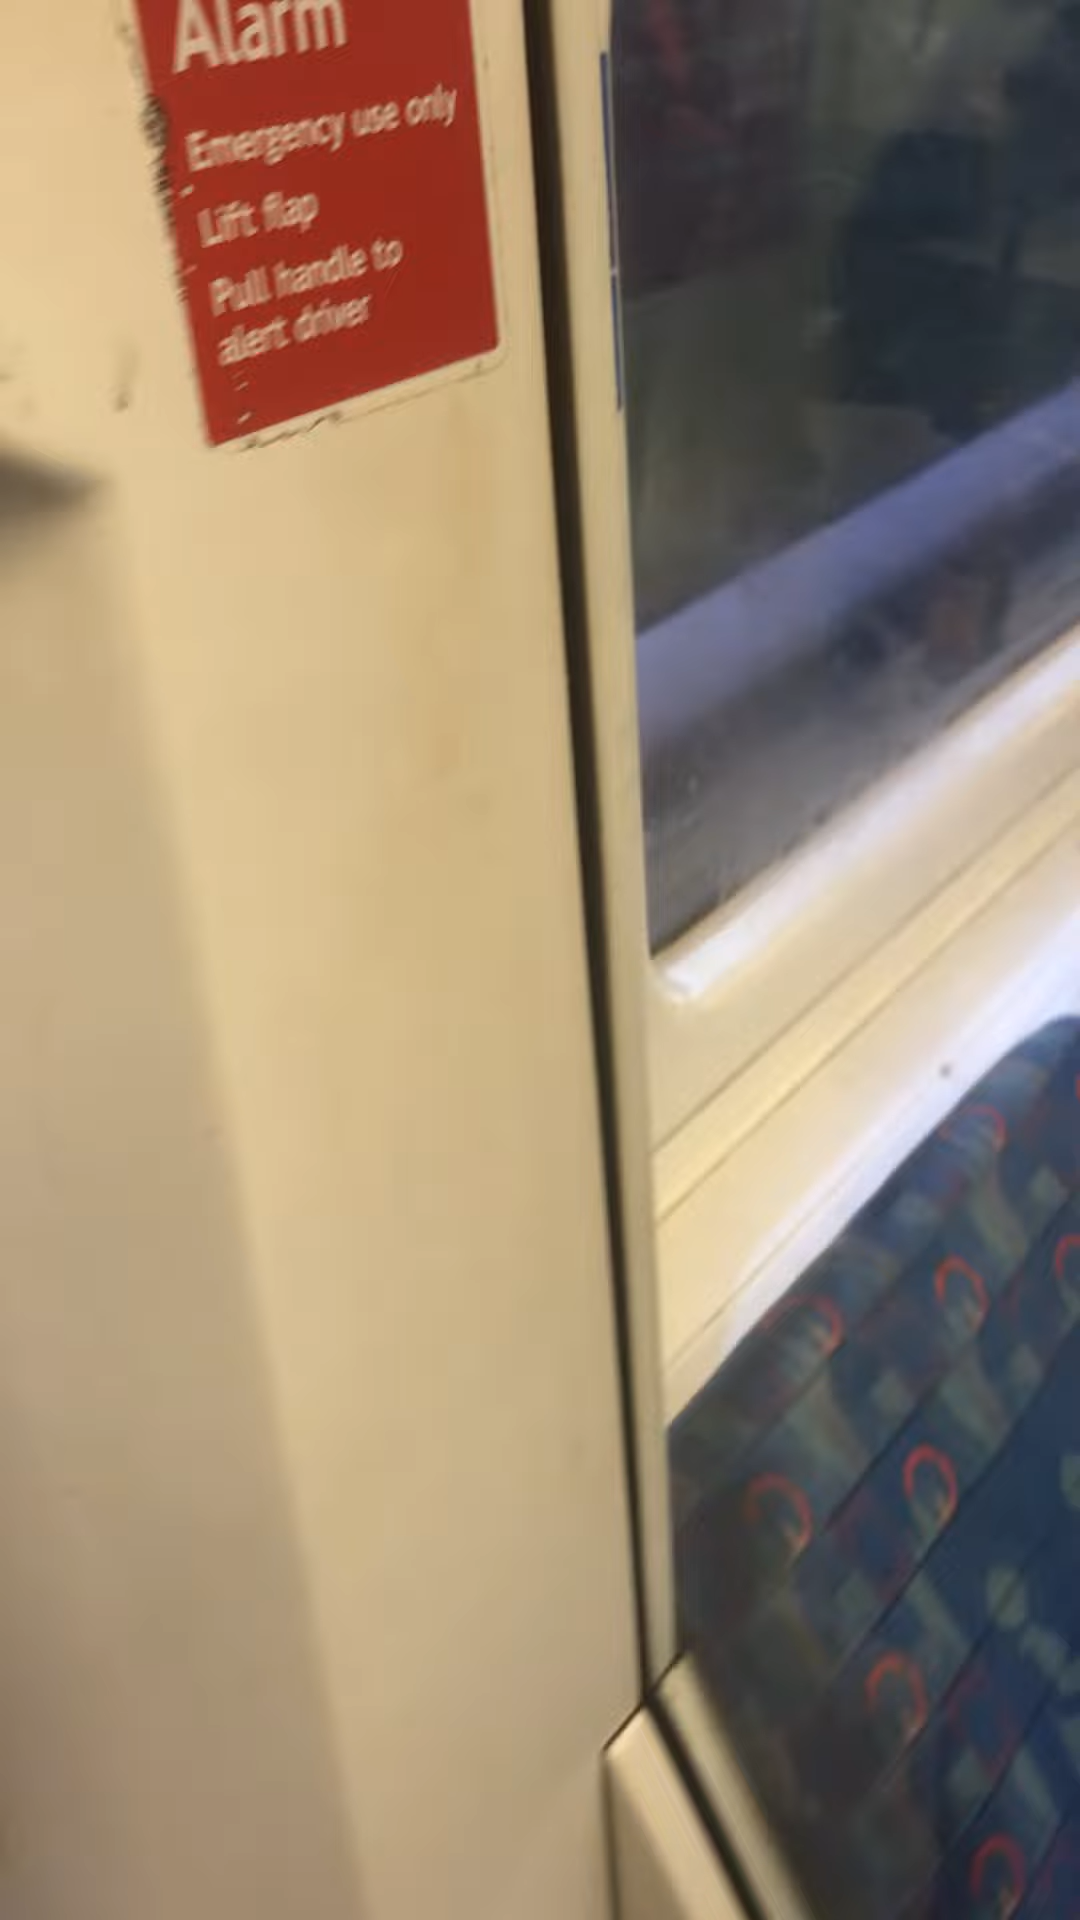 Alarm
Emergency use only
Lift flap
Pull handle to
alert driver